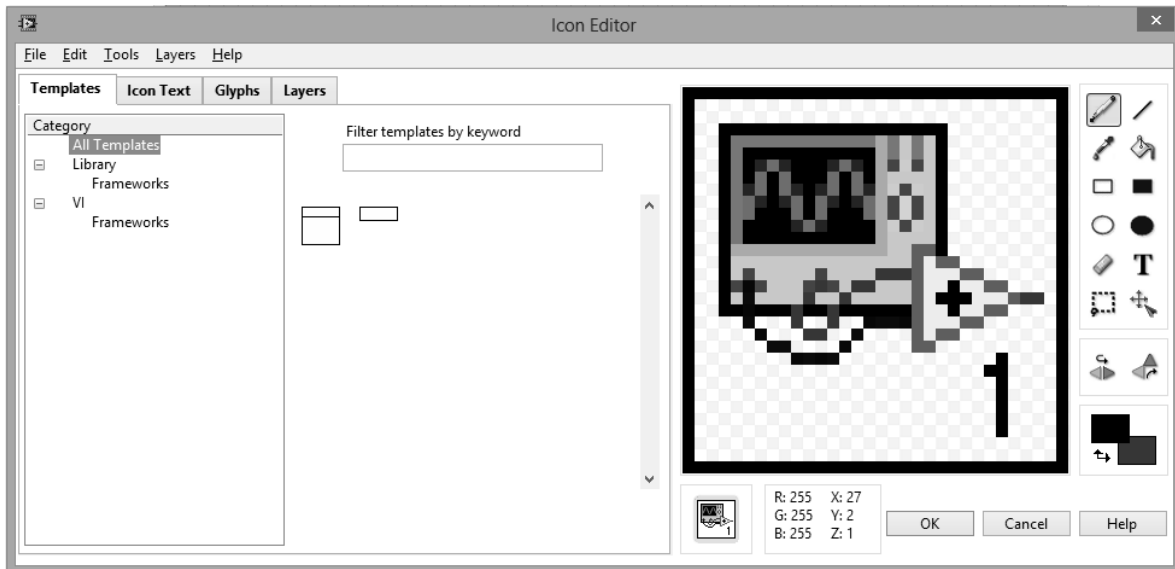 Icon Editor
File Edit Tools Layers Help
Templates Icon Text Glyphs Layers
Category
All Templates
Library
Frameworks
VI
Frameworks
Filter templates by keyword
1
T
R: 255 X: 27
G: 255 Y: 2
B: 255 Z: 1
1
OK Cancel Help